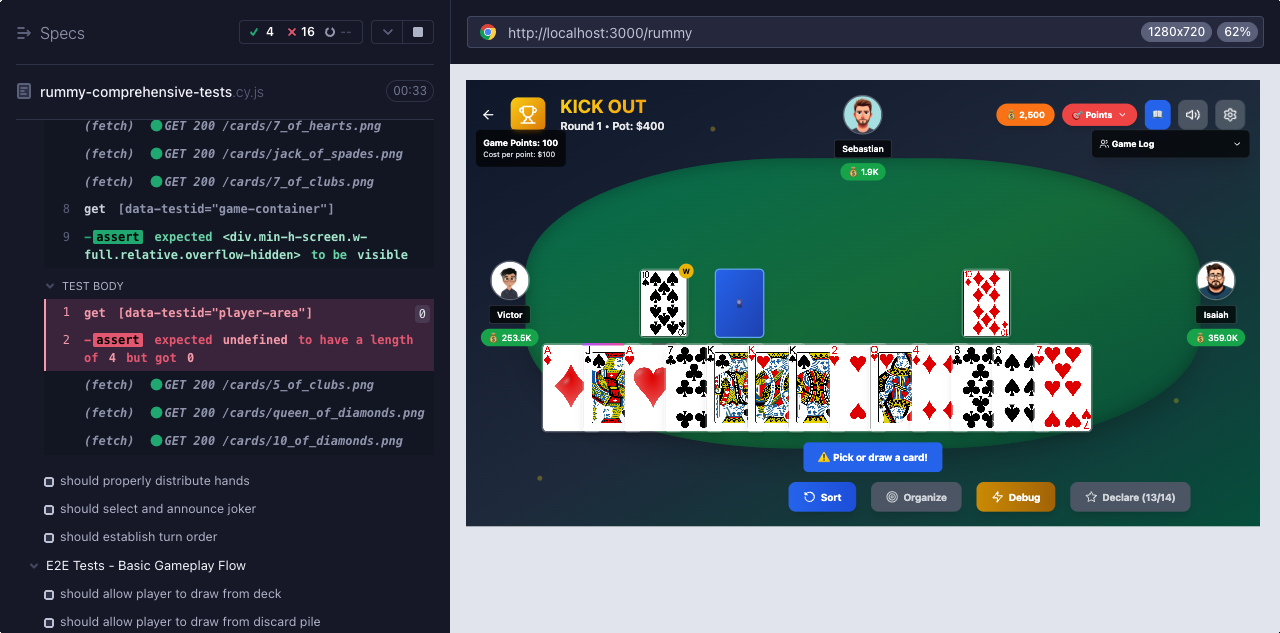 Specs
4
16
--
http://localhost:3000/rummy
1280x720
62%
rummy-comprehensive-tests.cy.js
00:33
(fetch) GET 200 /cards/7_of_hearts.png
(fetch) GET 200 /cards/jack_of_spades.png
(fetch) GET 200 /cards/7_of_clubs.png
8 get [data-testid="game-container"]
9 -assert expected <div.min-h-screen.w-
full.relative.overflow-hidden> to be visible
TEST BODY
1 get [data-testid="player-area"] 0
2 -assert expected undefined to have a length
of 4 but got 0
(fetch) GET 200 /cards/5_of_clubs.png
(fetch) GET 200 /cards/queen_of_diamonds.png
(fetch) GET 200 /cards/10_of_diamonds.png
should properly distribute hands
should select and announce joker
should establish turn order
E2E Tests - Basic Gameplay Flow
should allow player to draw from deck
should allow player to draw from discard pile
KICK OUT
Round 1 • Pot: $400
Game Points: 100
Cost per point: $100
Sebastian
1.9K
2,500
Points
Game Log
Victor
253.5K
10
W
Isaiah
359.0K
A
J
A
7
K
K
K
2
Q
4
8
6
7
Pick or draw a card!
Sort
Organize
Debug
Declare (13/14)